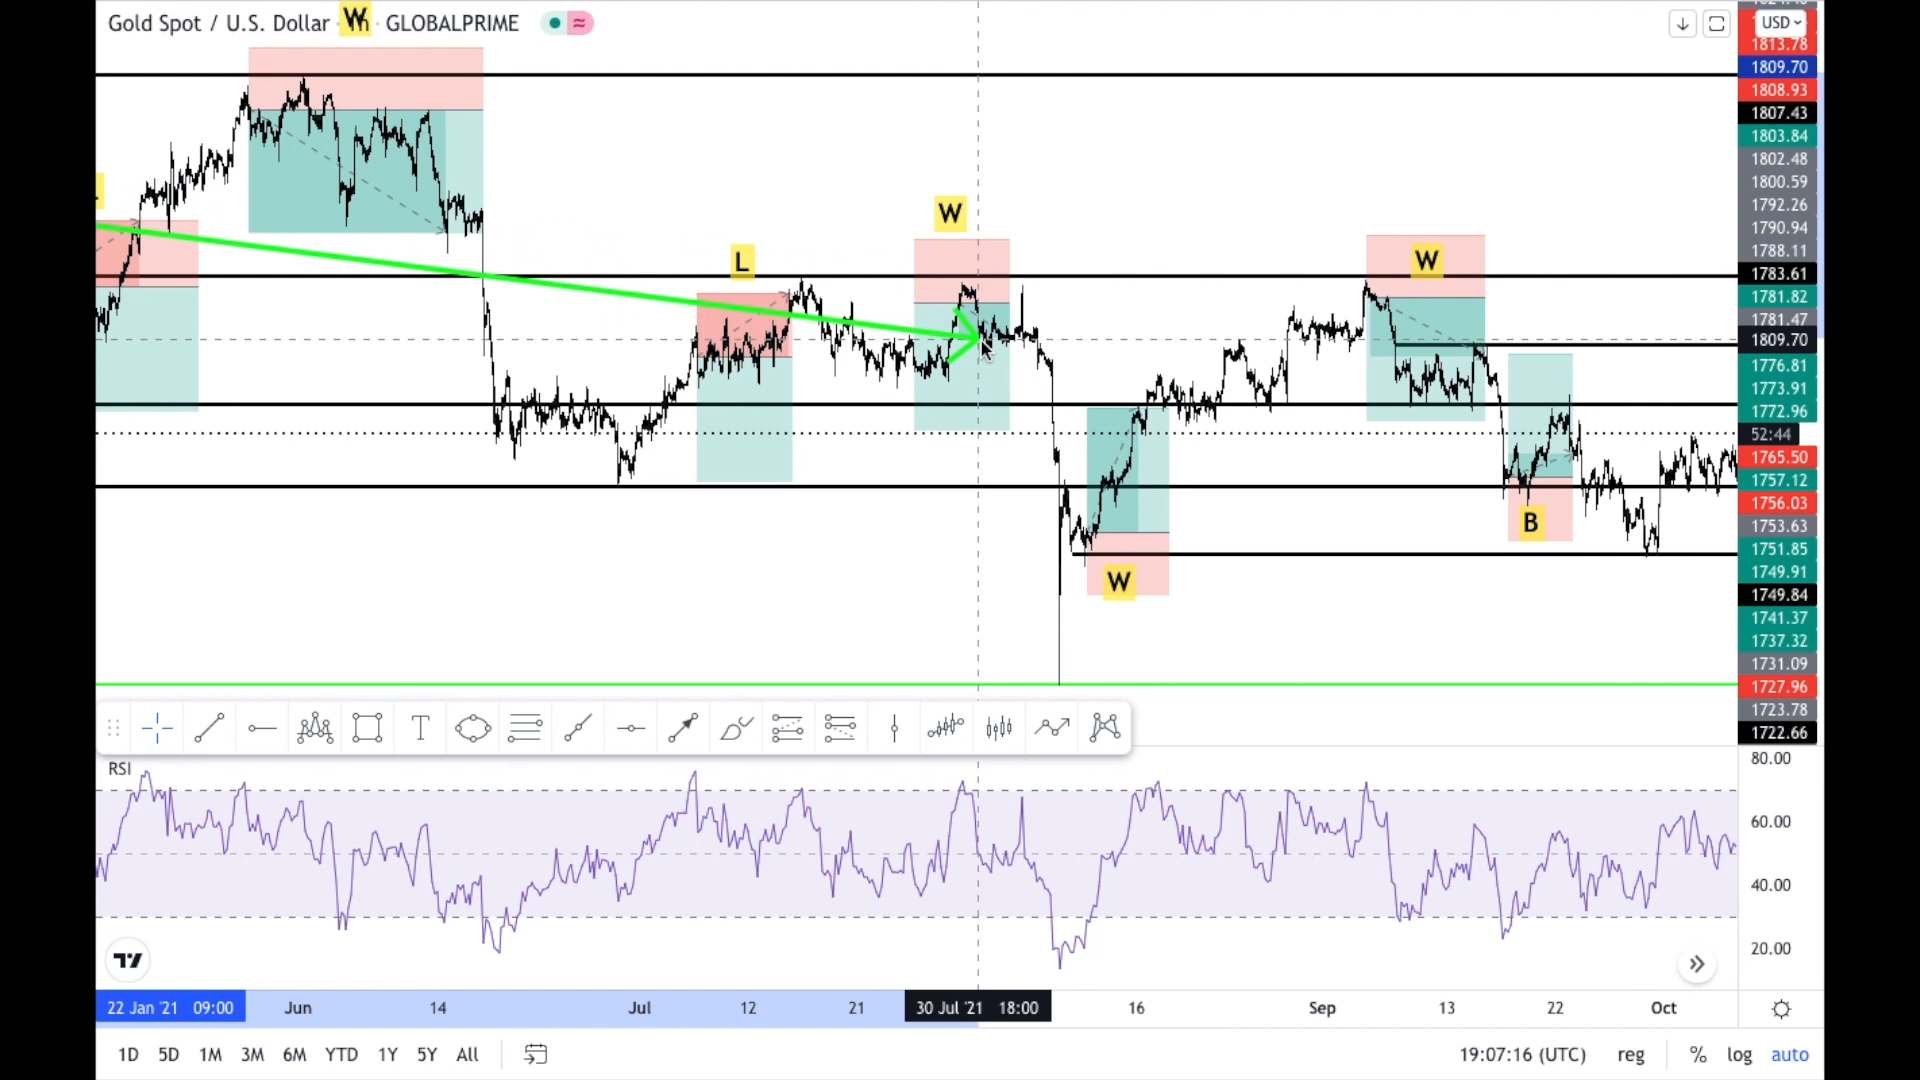 Gold Spot / U.S. Dollar · 1h · GLOBALPRIME
W
USD
1813.78
1809.70
1808.93
1807.43
1803.84
1802.48
1800.59
1792.26
1790.94
1788.11
1783.61
1781.82
1781.47
1809.70
1776.81
1773.91
1772.96
52:44
1765.50
1757.12
1756.03
1753.63
1751.85
1749.91
1749.84
1741.37
1737.32
1731.09
1727.96
1723.78
1722.66
L
W
W
W
B
T
RSI
80.00
60.00
40.00
20.00
22 Jan '21 09:00 Jun 14 Jul 12 21 30 Jul '21 18:00 16 Sep 13 22 Oct
1D 5D 1M 3M 6M YTD 1Y 5Y All 19:07:16 (UTC) reg % log auto